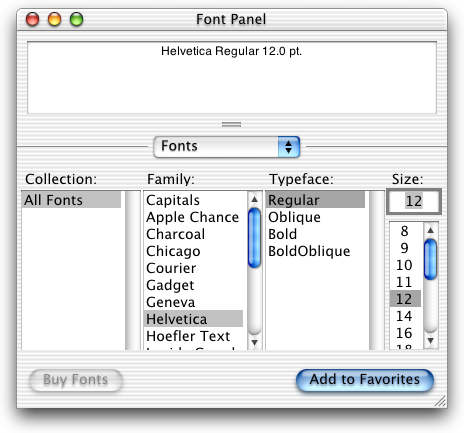 Font Panel
Helvetica Regular 12.0 pt.
Fonts
Collection:
Family:
Typeface:
Size:
All Fonts
Capitals
Apple Chance
Charcoal
Chicago
Courier
Gadget
Geneva
Helvetica
Hoefler Text
Regular
Oblique
Bold
BoldOblique
12
8
9
10
11
12
14
16
18
Buy Fonts
Add to Favorites